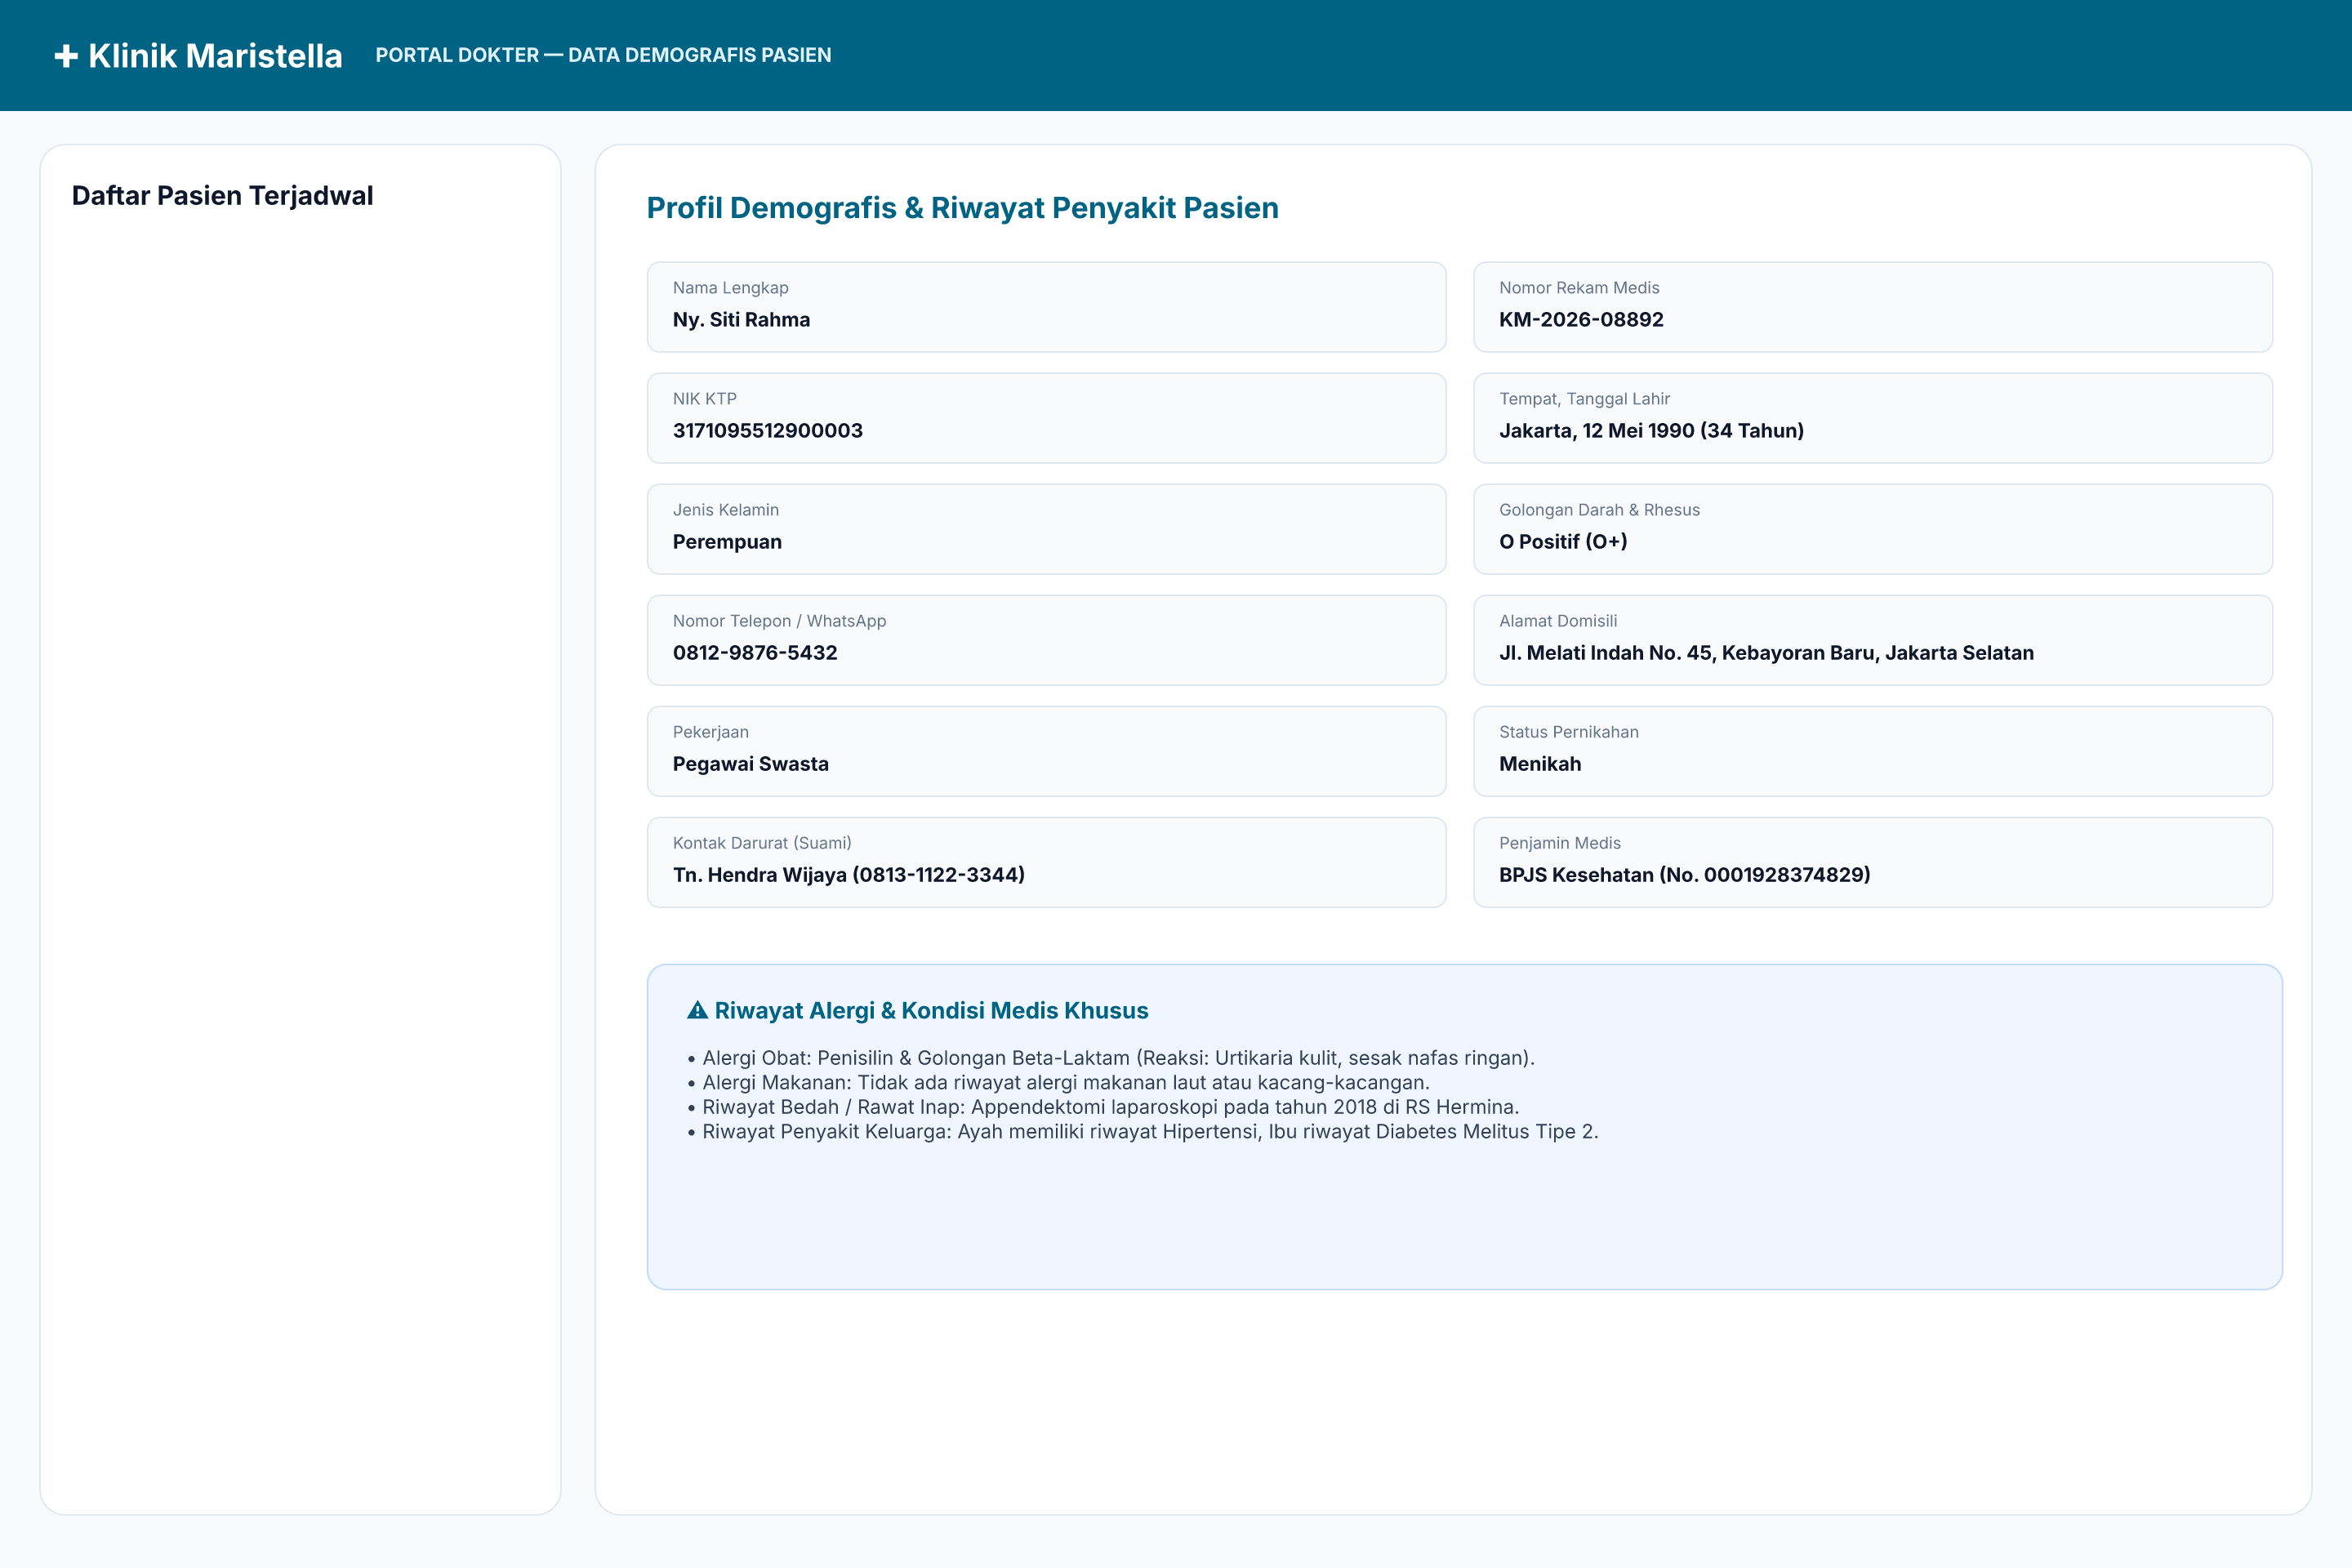 ✚ Klinik Maristella
PORTAL DOKTER — DATA DEMOGRAFIS PASIEN
Daftar Pasien Terjadwal
Profil Demografis & Riwayat Penyakit Pasien
Nama Lengkap
Ny. Siti Rahma
Nomor Rekam Medis
KM-2026-08892
NIK KTP
3171095512900003
Tempat, Tanggal Lahir
Jakarta, 12 Mei 1990 (34 Tahun)
Jenis Kelamin
Perempuan
Golongan Darah & Rhesus
O Positif (O+)
Nomor Telepon / WhatsApp
0812-9876-5432
Alamat Domisili
Jl. Melati Indah No. 45, Kebayoran Baru, Jakarta Selatan
Pekerjaan
Pegawai Swasta
Status Pernikahan
Menikah
Kontak Darurat (Suami)
Tn. Hendra Wijaya (0813-1122-3344)
Penjamin Medis
BPJS Kesehatan (No. 0001928374829)
⚠ Riwayat Alergi & Kondisi Medis Khusus
• Alergi Obat: Penisilin & Golongan Beta-Laktam (Reaksi: Urtikaria kulit, sesak nafas ringan).
• Alergi Makanan: Tidak ada riwayat alergi makanan laut atau kacang-kacangan.
• Riwayat Bedah / Rawat Inap: Appendektomi laparoskopi pada tahun 2018 di RS Hermina.
• Riwayat Penyakit Keluarga: Ayah memiliki riwayat Hipertensi, Ibu riwayat Diabetes Melitus Tipe 2.